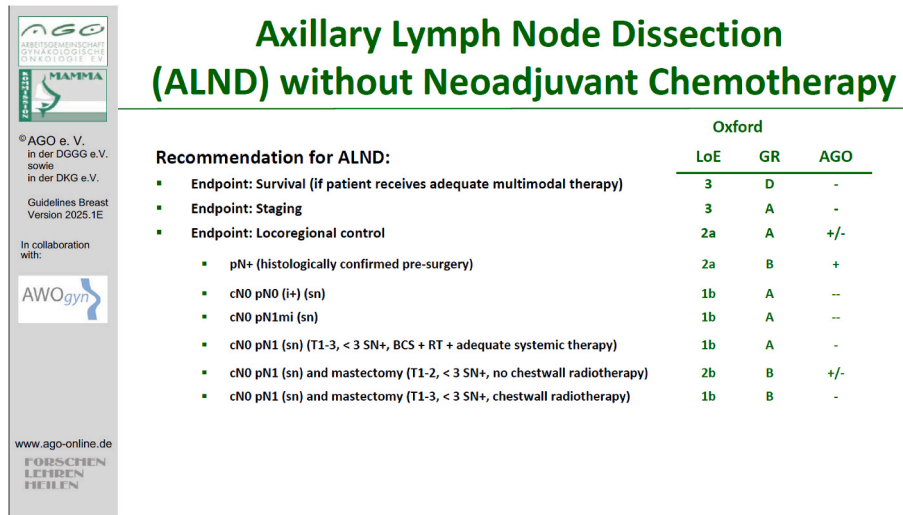 AGO
ARBEITSGEMEINSCHAFT
GYNÄKOLOGISCHE
ONKOLOGIE E.V.
KOMMISSION
MAMMA
© AGO e. V.
in der DGGG e.V.
sowie
in der DKG e.V.
Guidelines Breast
Version 2025.1E
In collaboration
with:
AWOgyn
www.ago-online.de
FORSCHEN
LEHREN
HEILEN
Axillary Lymph Node Dissection
(ALND) without Neoadjuvant Chemotherapy
Oxford
Recommendation for ALND: LoE GR AGO
▪ Endpoint: Survival (if patient receives adequate multimodal therapy) 3 D -
▪ Endpoint: Staging 3 A -
▪ Endpoint: Locoregional control 2a A +/-
▪ pN+ (histologically confirmed pre-surgery) 2a B +
▪ cN0 pN0 (i+) (sn) 1b A --
▪ cN0 pN1mi (sn) 1b A --
▪ cN0 pN1 (sn) (T1-3, < 3 SN+, BCS + RT + adequate systemic therapy) 1b A -
▪ cN0 pN1 (sn) and mastectomy (T1-2, < 3 SN+, no chestwall radiotherapy) 2b B +/-
▪ cN0 pN1 (sn) and mastectomy (T1-3, < 3 SN+, chestwall radiotherapy) 1b B -